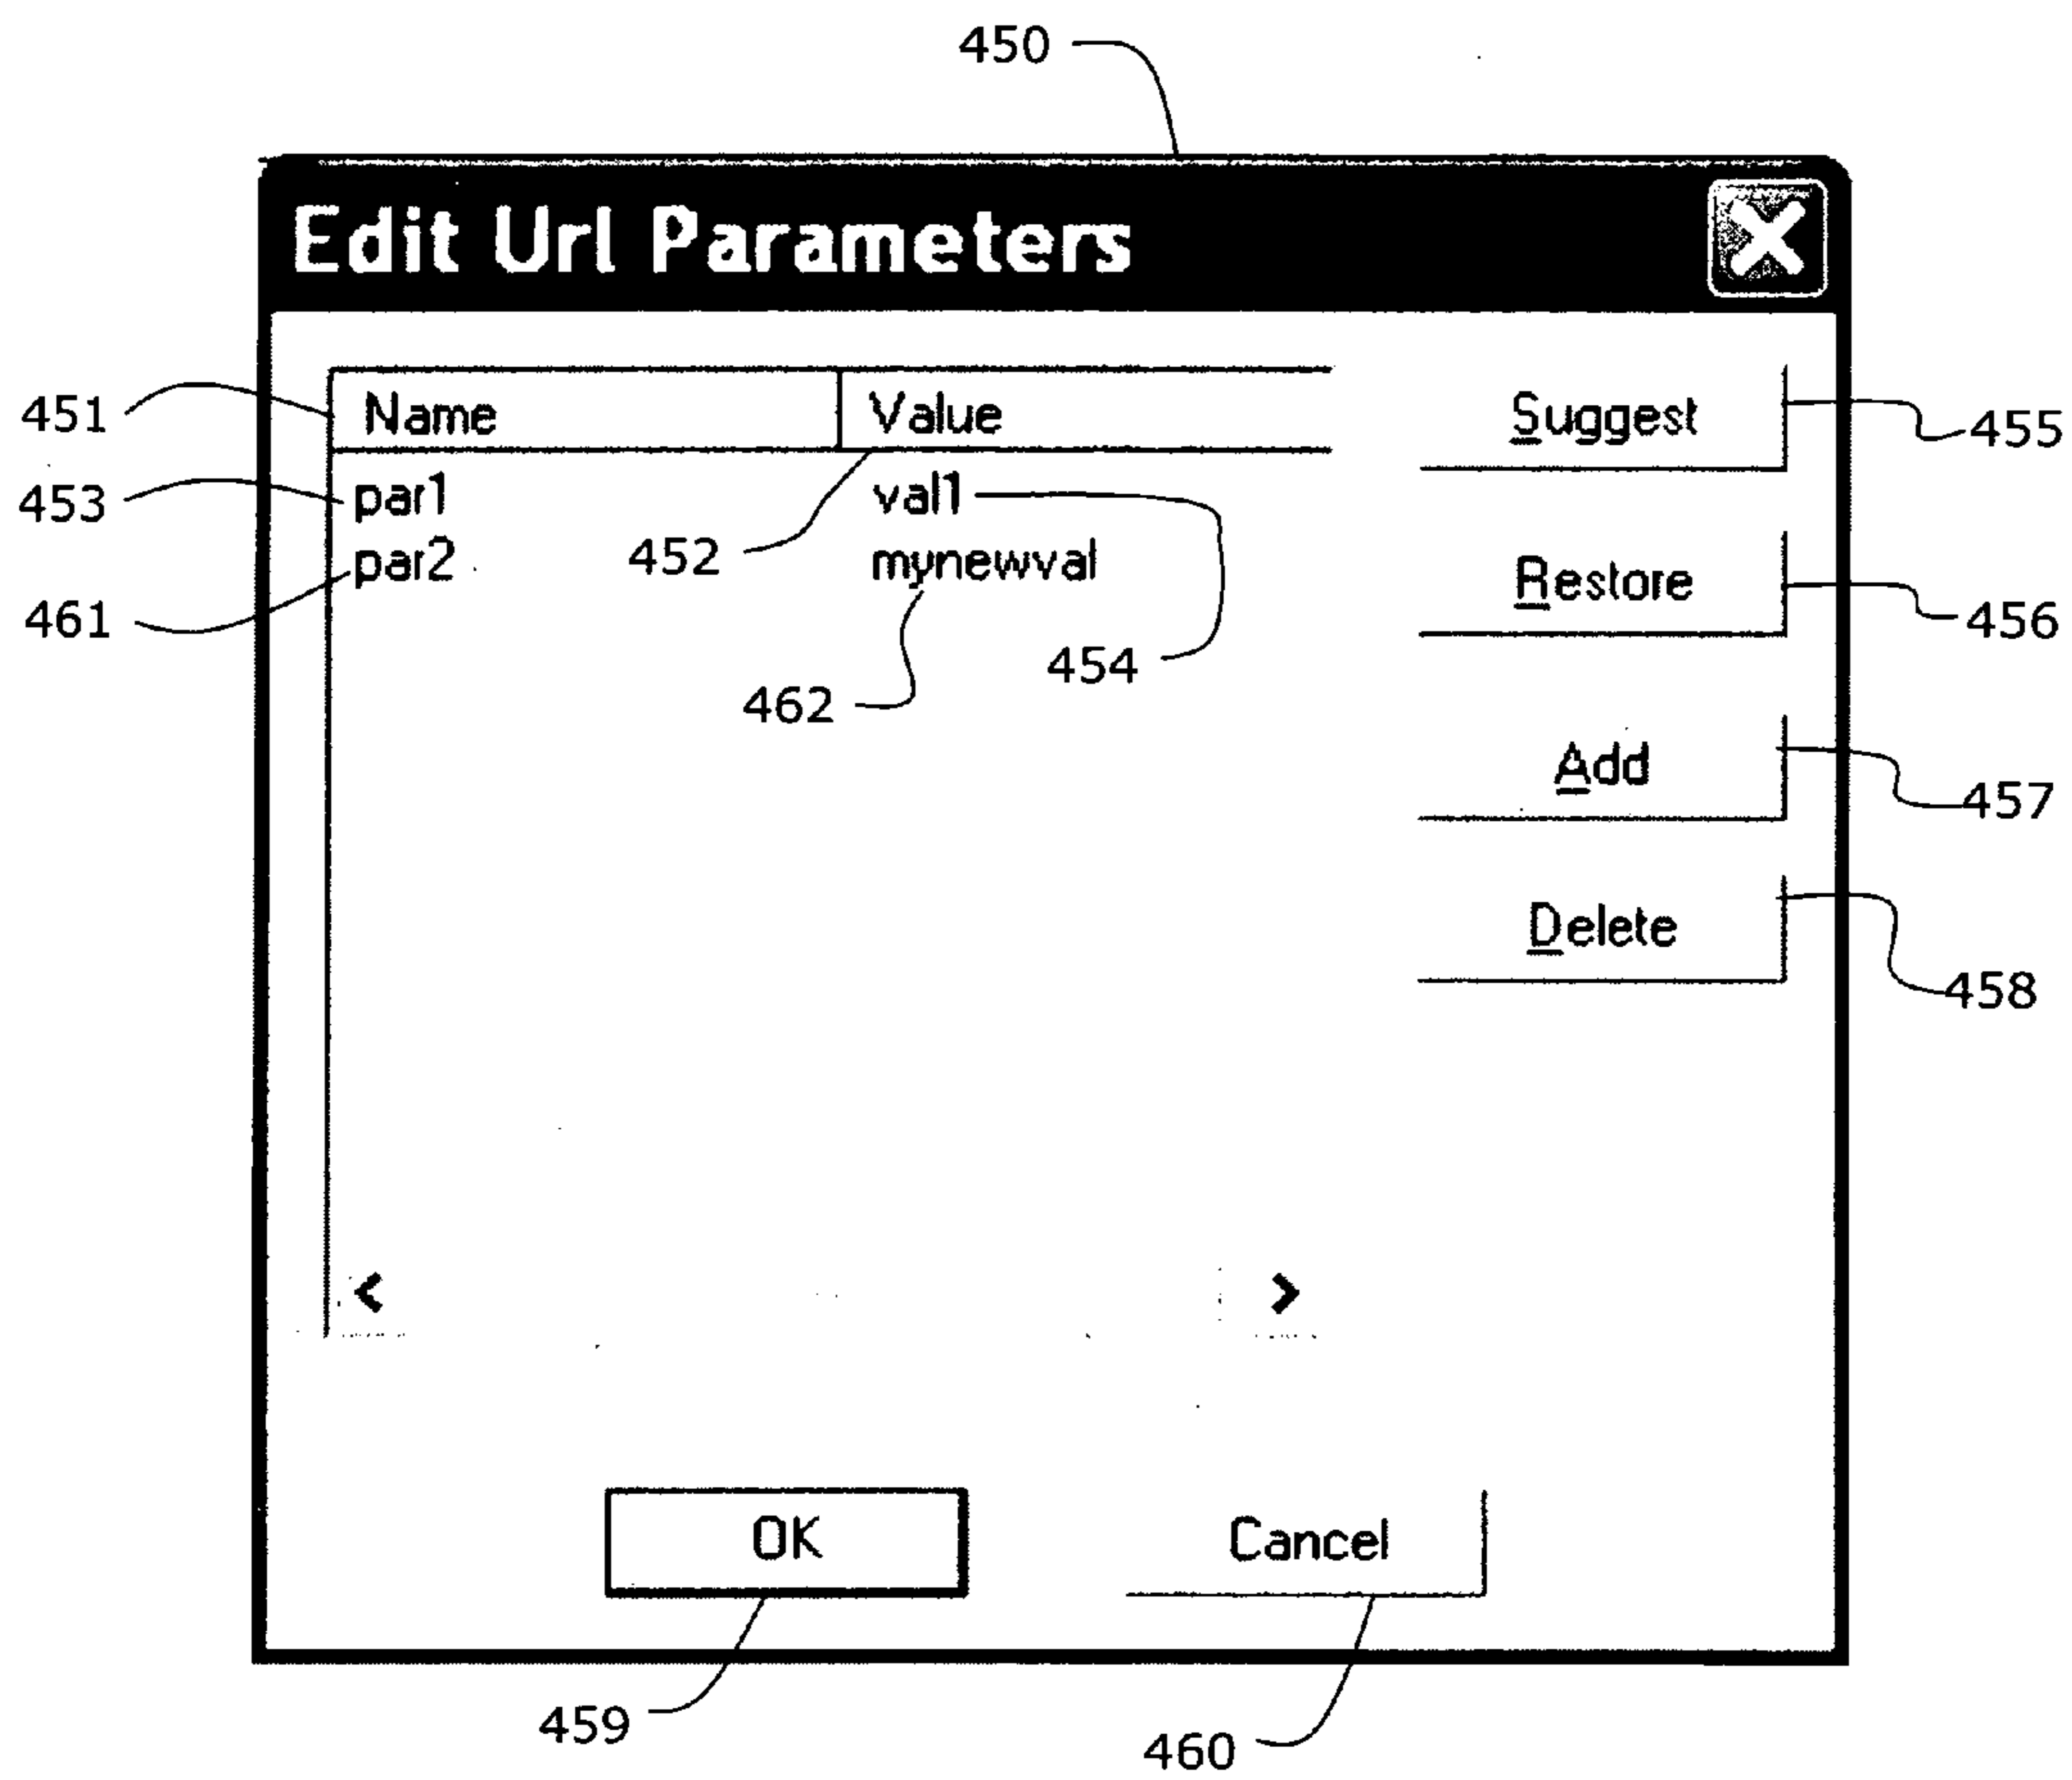 450
Edit Url Parameters
451 Name Value Suggest 455
453 par1 val1
461 par2 452 mynewval Restore 456
462 454
Add 457
Delete 458
< >
OK Cancel
459 460